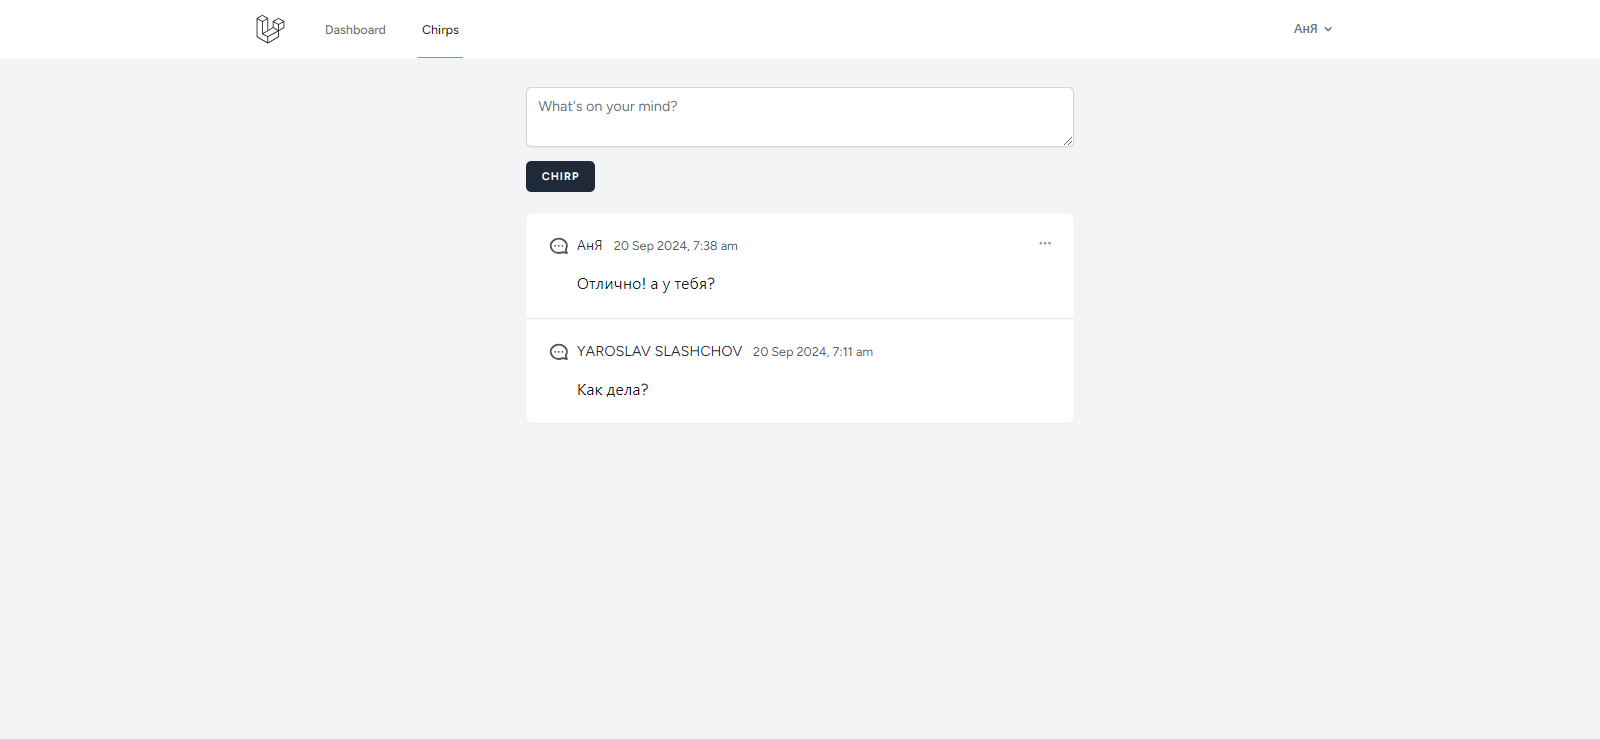 Dashboard Chirps АнЯ
What's on your mind?
CHIRP
АнЯ 20 Sep 2024, 7:38 am
Отлично! а у тебя?
YAROSLAV SLASHCHOV 20 Sep 2024, 7:11 am
Как дела?